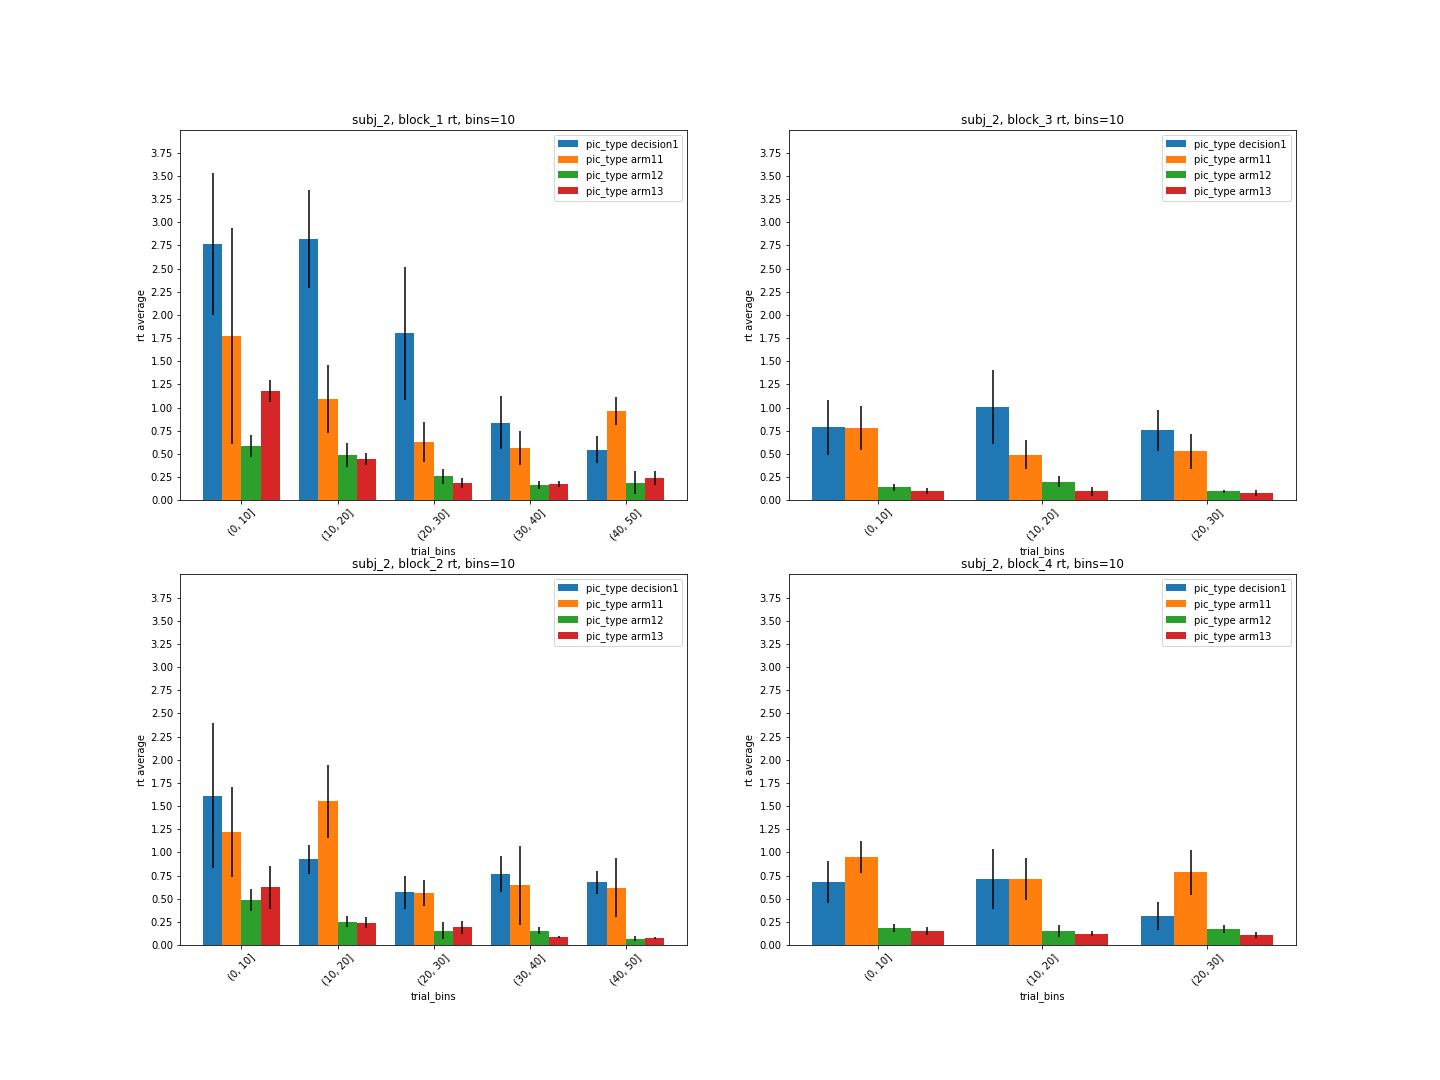 subj_2, block_1 rt, bins=10
rt average
3.75
3.50
3.25
3.00
2.75
2.50
2.25
2.00
1.75
1.50
1.25
1.00
0.75
0.50
0.25
0.00
pic_type decision1
pic_type arm11
pic_type arm12
pic_type arm13
(0, 10]
(10, 20]
(20, 30]
(30, 40]
(40, 50]
trial_bins
subj_2, block_3 rt, bins=10
rt average
3.75
3.50
3.25
3.00
2.75
2.50
2.25
2.00
1.75
1.50
1.25
1.00
0.75
0.50
0.25
0.00
pic_type decision1
pic_type arm11
pic_type arm12
pic_type arm13
(0, 10]
(10, 20]
(20, 30]
trial_bins
subj_2, block_2 rt, bins=10
rt average
3.75
3.50
3.25
3.00
2.75
2.50
2.25
2.00
1.75
1.50
1.25
1.00
0.75
0.50
0.25
0.00
pic_type decision1
pic_type arm11
pic_type arm12
pic_type arm13
(0, 10]
(10, 20]
(20, 30]
(30, 40]
(40, 50]
trial_bins
subj_2, block_4 rt, bins=10
rt average
3.75
3.50
3.25
3.00
2.75
2.50
2.25
2.00
1.75
1.50
1.25
1.00
0.75
0.50
0.25
0.00
pic_type decision1
pic_type arm11
pic_type arm12
pic_type arm13
(0, 10]
(10, 20]
(20, 30]
trial_bins